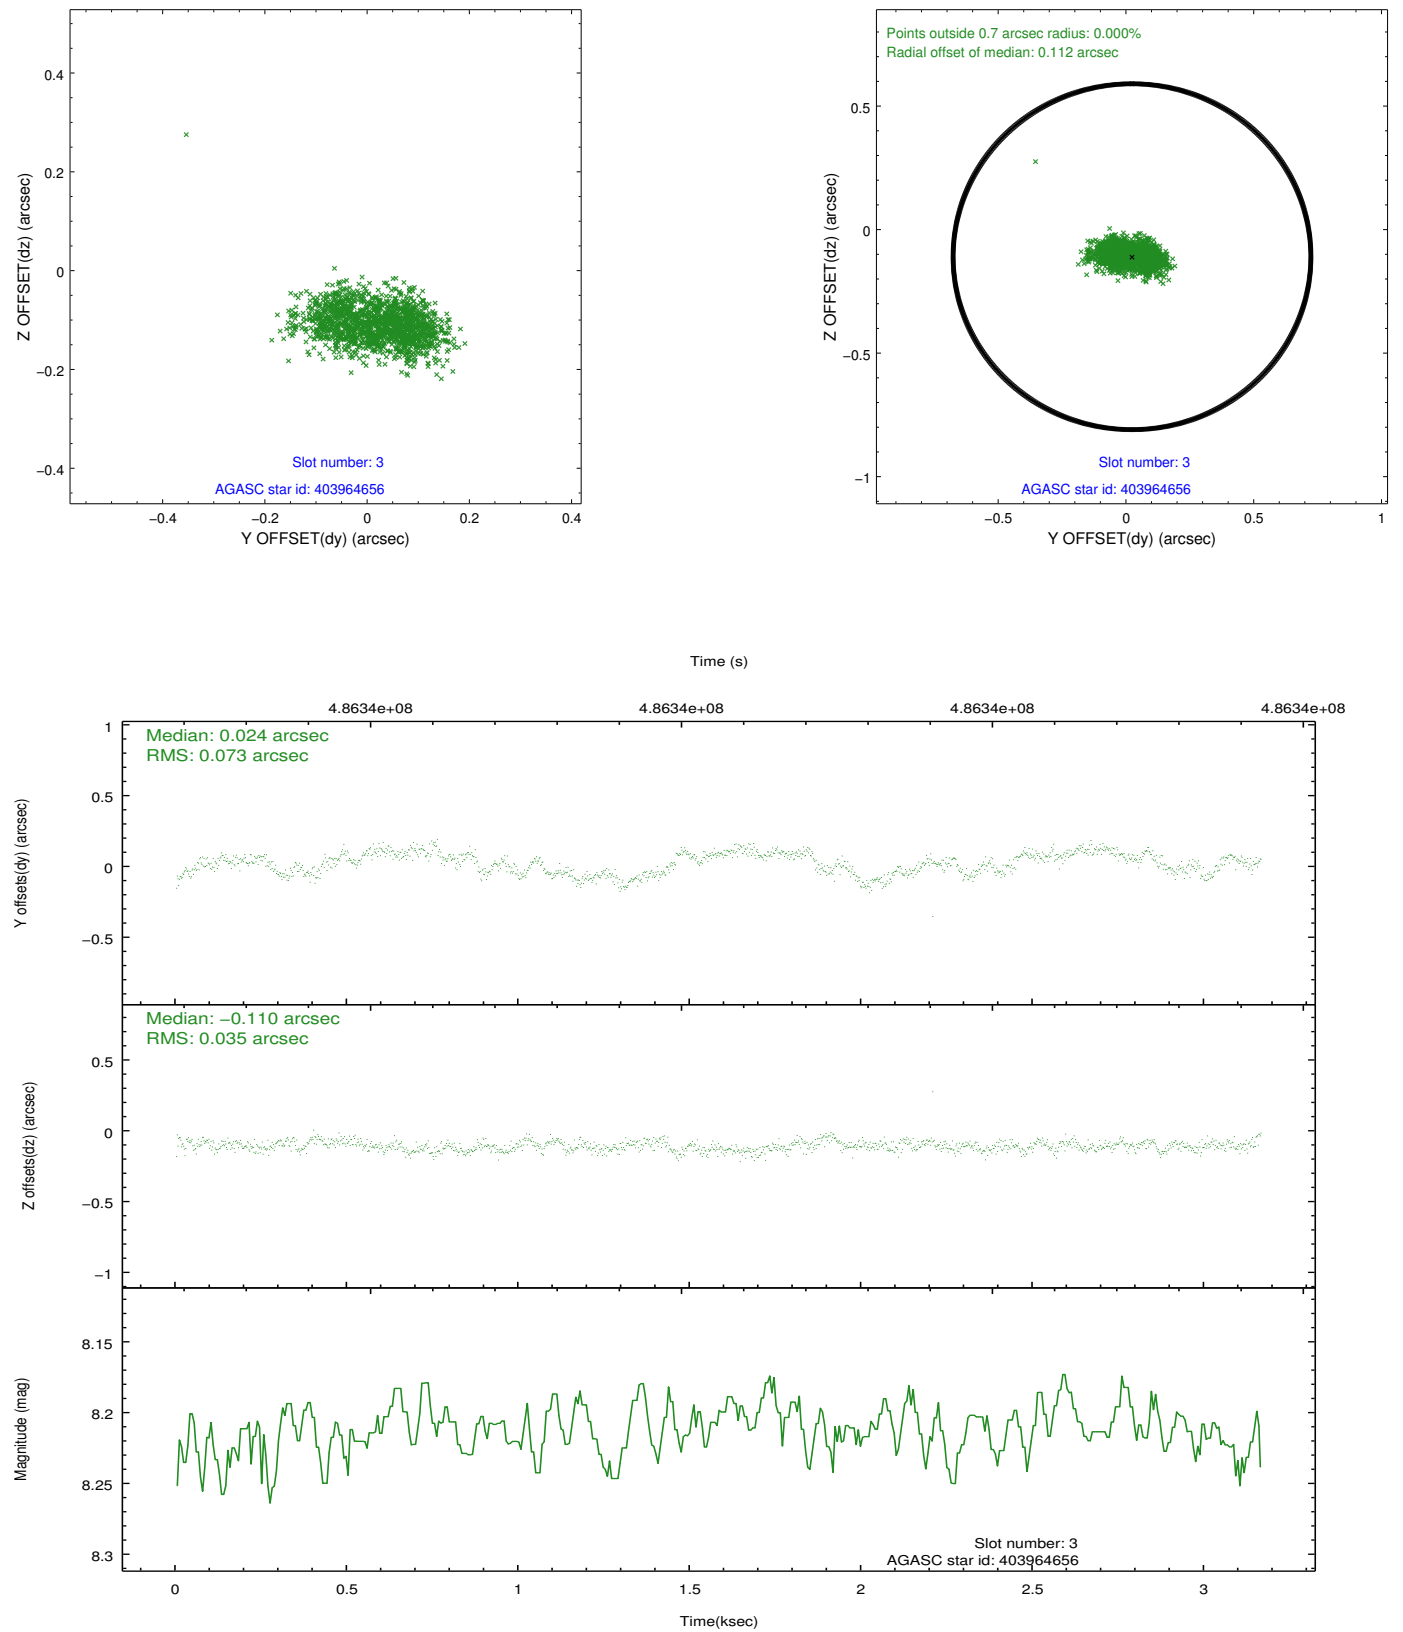 0.4
0.2
0
−0.2
−0.4
−0.4
−0.2
0
0.2
0.4
Z OFFSET(dz) (arcsec)
Y OFFSET(dy) (arcsec)
Slot number: 3
AGASC star id: 403964656
Points outside 0.7 arcsec radius: 0.000%
Radial offset of median: 0.112 arcsec
0.5
0
−0.5
−1
−0.5
0
0.5
1
Z OFFSET(dz) (arcsec)
Y OFFSET(dy) (arcsec)
Slot number: 3
AGASC star id: 403964656
Time (s)
4.8634e+08
4.8634e+08
4.8634e+08
4.8634e+08
Median: 0.024 arcsec
RMS: 0.073 arcsec
1
0.5
0
−0.5
Y offsets(dy) (arcsec)
Median: −0.110 arcsec
RMS: 0.035 arcsec
0.5
0
−0.5
−1
Z offsets(dz) (arcsec)
8.15
8.2
8.25
8.3
Magnitude (mag)
Slot number: 3
AGASC star id: 403964656
0
0.5
1
1.5
2
2.5
3
Time(ksec)